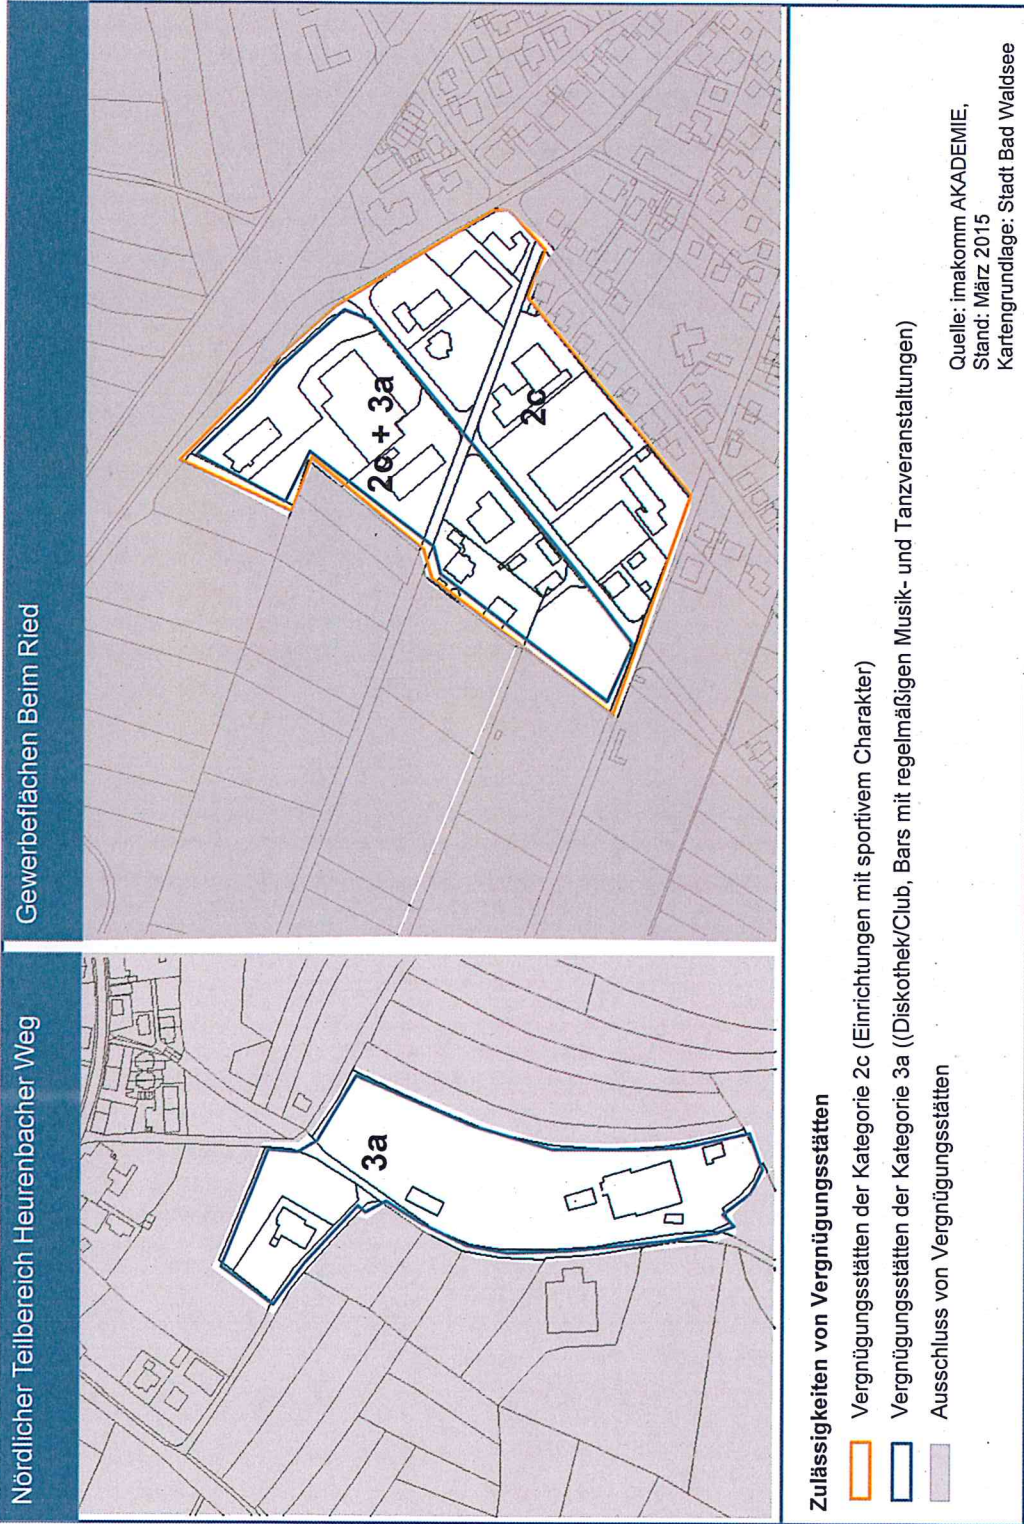 Nördlicher Teilbereich Heurenbacher Weg
Gewerbeflächen Beim Ried
3a
2c + 3a
2c
Zulässigkeiten von Vergnügungsstätten
Vergnügungsstätten der Kategorie 2c (Einrichtungen mit sportivem Charakter)
Vergnügungsstätten der Kategorie 3a ((Diskothek/Club, Bars mit regelmäßigen Musik- und Tanzveranstaltungen)
Ausschluss von Vergnügungsstätten
Quelle: imakomm AKADEMIE,
Stand: März 2015
Kartengrundlage: Stadt Bad Waldsee